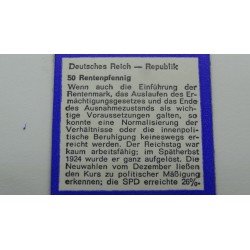 Deutsches Reich — Republik
50 Rentenpfennig
Wenn auch die Einführung der
Rentenmark, das Auslaufen des Er-
mächtigungsgesetzes und das Ende
des Ausnahmezustands als wich-
tige Voraussetzungen galten, so
konnte eine Normalisierung der
Verhältnisse oder die innenpoli-
tische Beruhigung keineswegs er-
reicht werden. Der Reichstag war
kaum arbeitsfähig; im Spätherbst
1924 wurde er ganz aufgelöst. Die
Neuwahlen vom Dezember ließen
den Kurs zu politischer Mäßigung
erkennen; die SPD erreichte 26%